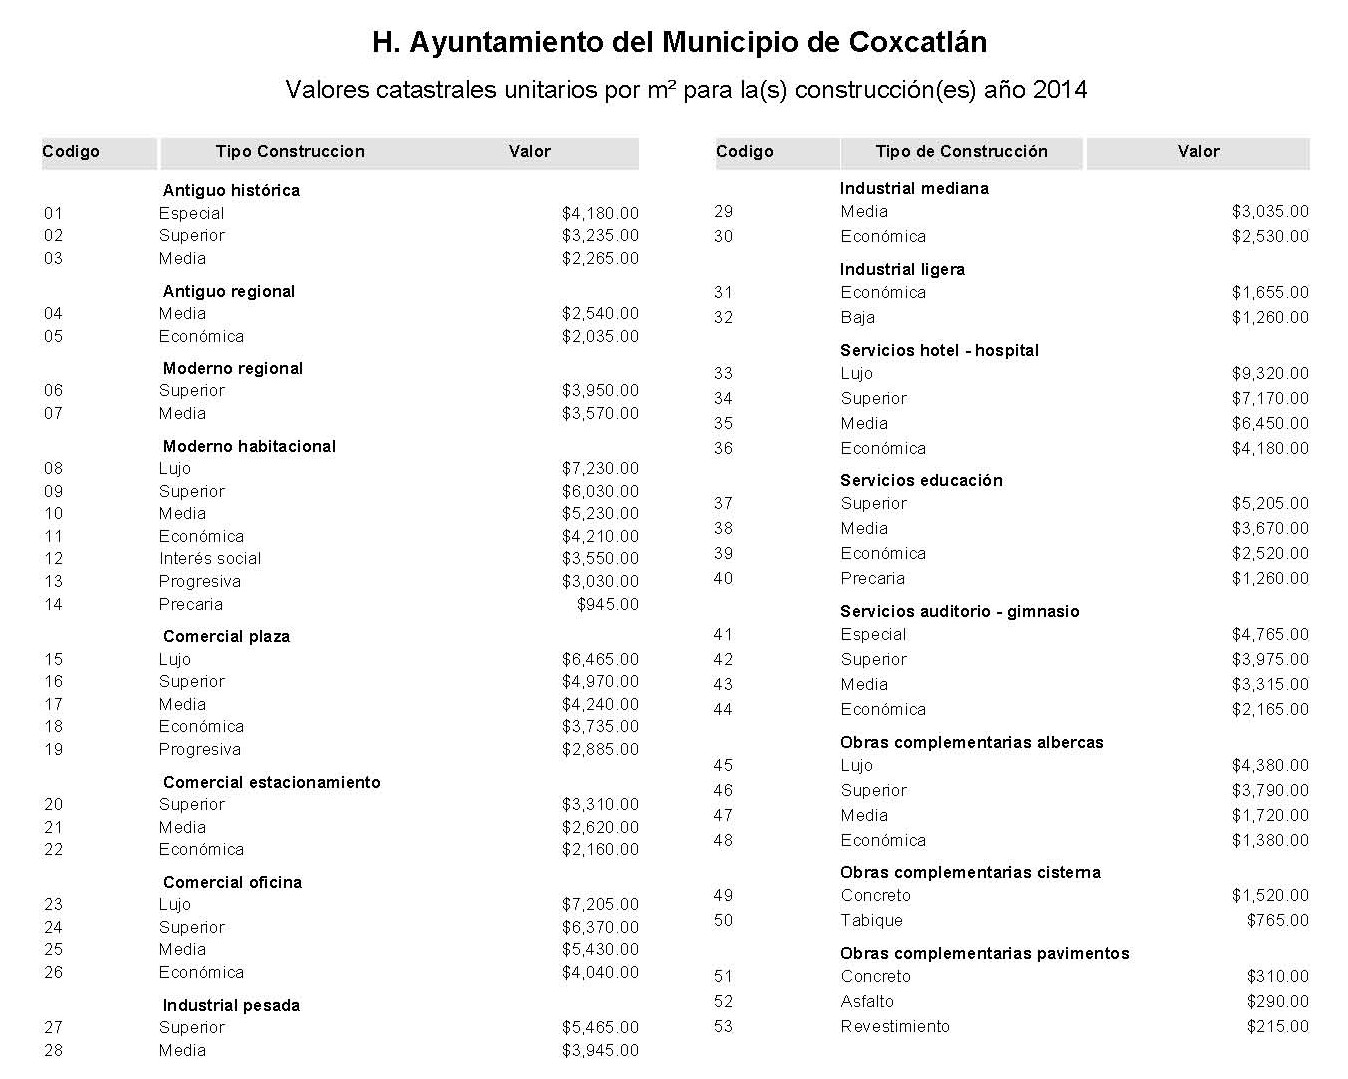 H. Ayuntamiento del Municipio de Coxcatlán
Valores catastrales unitarios por m² para la(s) construcción(es) año 2014
Codigo Tipo Construccion Valor
Antiguo histórica
01 Especial $4,180.00
02 Superior $3,235.00
03 Media $2,265.00
Antiguo regional
04 Media $2,540.00
05 Económica $2,035.00
Moderno regional
06 Superior $3,950.00
07 Media $3,570.00
Moderno habitacional
08 Lujo $7,230.00
09 Superior $6,030.00
10 Media $5,230.00
11 Económica $4,210.00
12 Interés social $3,550.00
13 Progresiva $3,030.00
14 Precaria $945.00
Comercial plaza
15 Lujo $6,465.00
16 Superior $4,970.00
17 Media $4,240.00
18 Económica $3,735.00
19 Progresiva $2,885.00
Comercial estacionamiento
20 Superior $3,310.00
21 Media $2,620.00
22 Económica $2,160.00
Comercial oficina
23 Lujo $7,205.00
24 Superior $6,370.00
25 Media $5,430.00
26 Económica $4,040.00
Industrial pesada
27 Superior $5,465.00
28 Media $3,945.00
Codigo Tipo de Construcción Valor
Industrial mediana
29 Media $3,035.00
30 Económica $2,530.00
Industrial ligera
31 Económica $1,655.00
32 Baja $1,260.00
Servicios hotel - hospital
33 Lujo $9,320.00
34 Superior $7,170.00
35 Media $6,450.00
36 Económica $4,180.00
Servicios educación
37 Superior $5,205.00
38 Media $3,670.00
39 Económica $2,520.00
40 Precaria $1,260.00
Servicios auditorio - gimnasio
41 Especial $4,765.00
42 Superior $3,975.00
43 Media $3,315.00
44 Económica $2,165.00
Obras complementarias albercas
45 Lujo $4,380.00
46 Superior $3,790.00
47 Media $1,720.00
48 Económica $1,380.00
Obras complementarias cisterna
49 Concreto $1,520.00
50 Tabique $765.00
Obras complementarias pavimentos
51 Concreto $310.00
52 Asfalto $290.00
53 Revestimiento $215.00